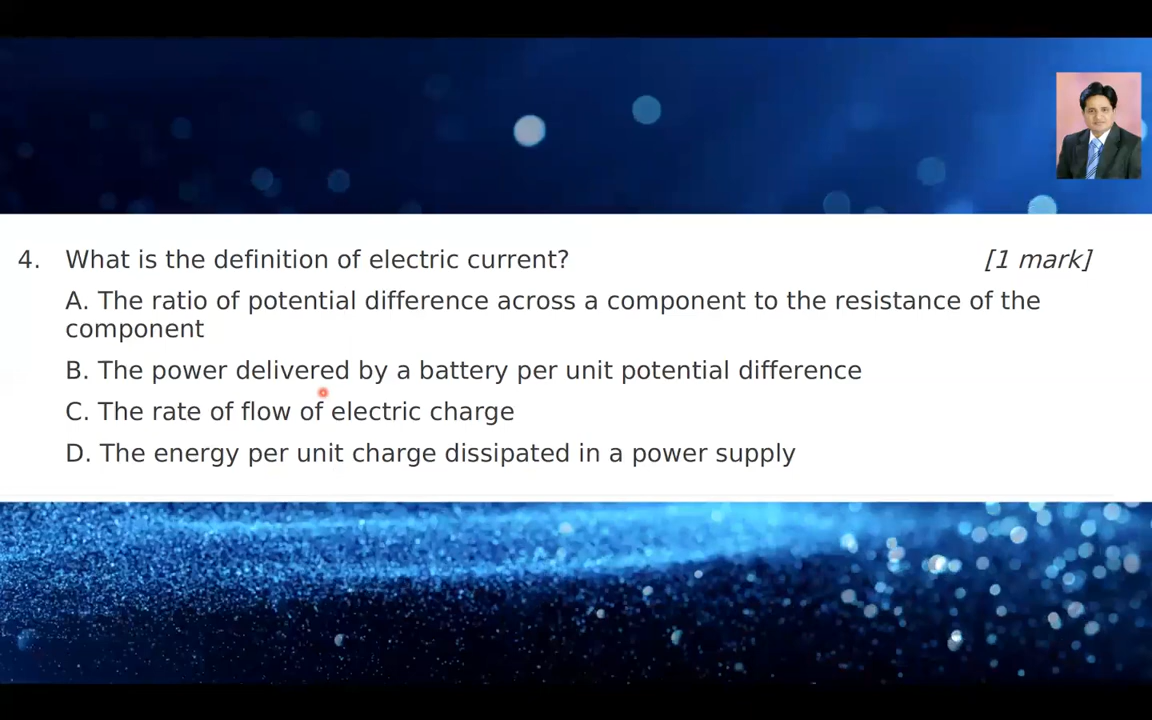 4. What is the definition of electric current? [1 mark]
A. The ratio of potential difference across a component to the resistance of the
component
B. The power delivered by a battery per unit potential difference
C. The rate of flow of electric charge
D. The energy per unit charge dissipated in a power supply